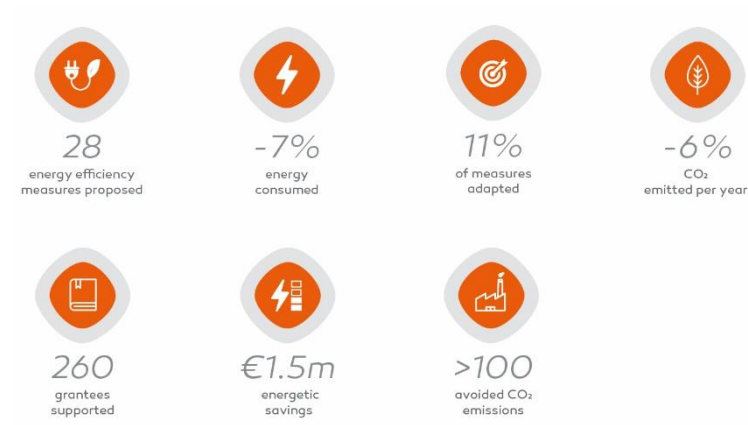 28
energy efficiency
measures proposed
-7%
energy
consumed
11%
of measures
adapted
-6%
CO₂
emitted per year
260
grantees
supported
€1.5m
energetic
savings
>100
avoided CO₂
emissions